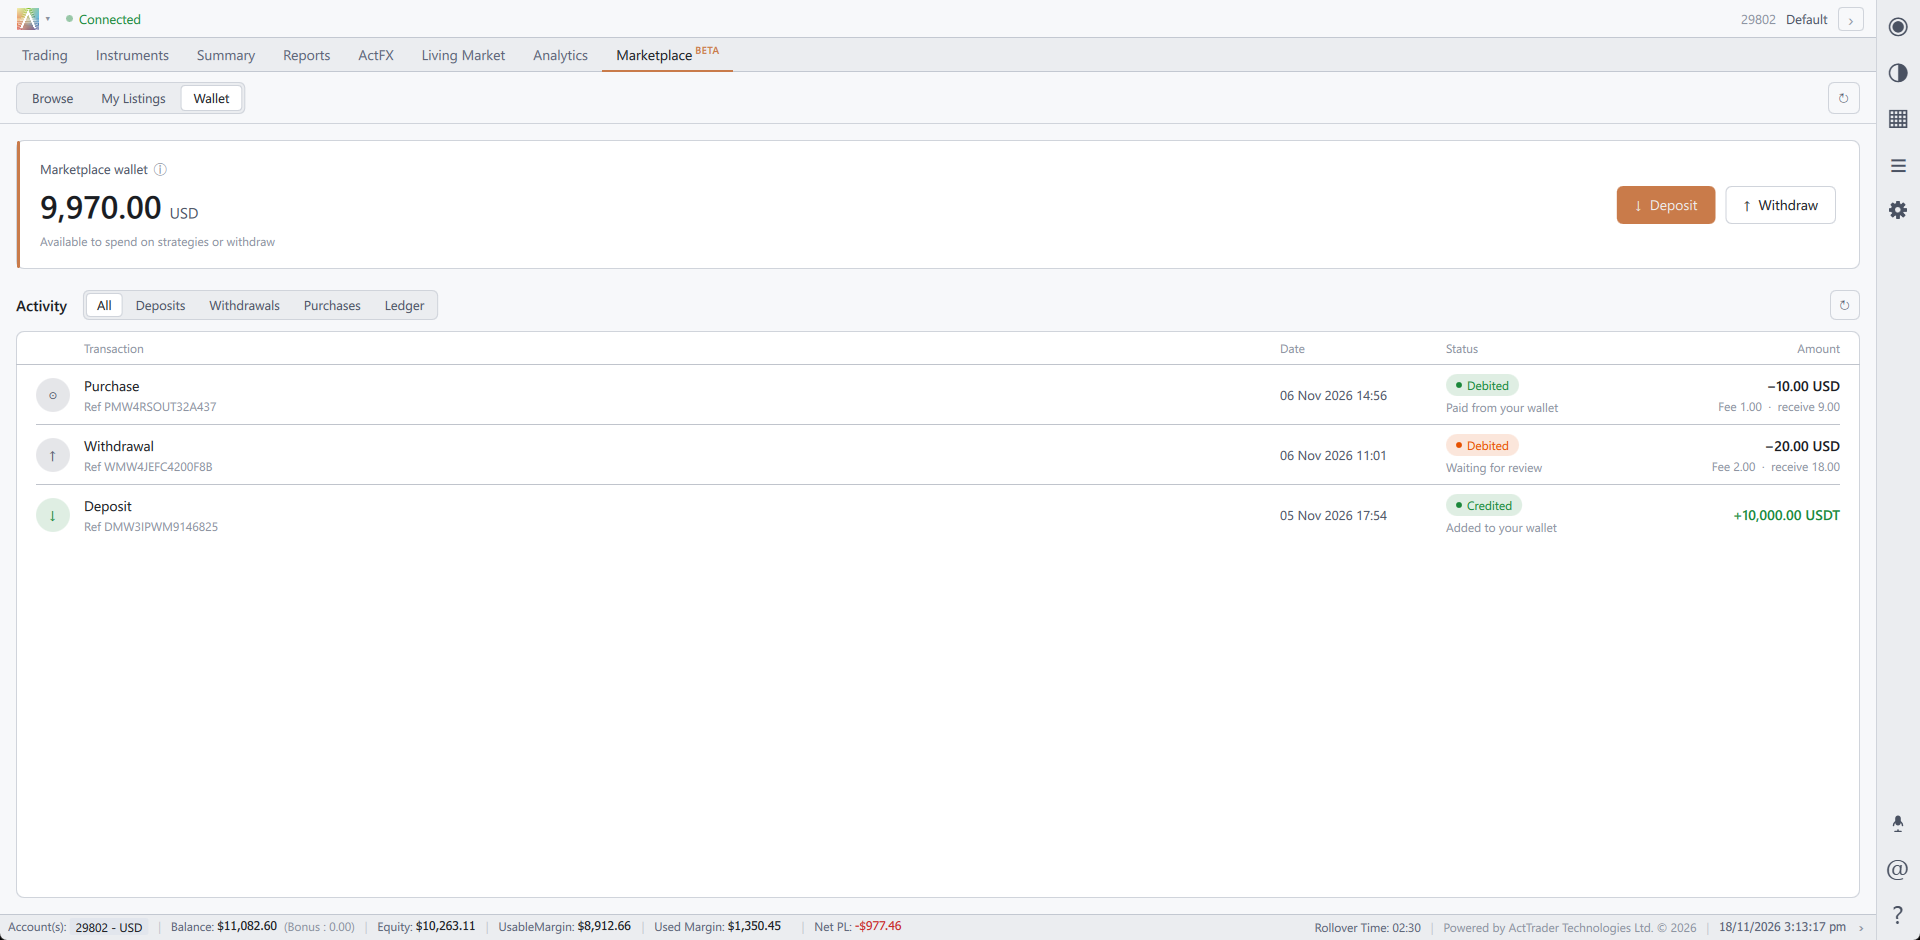 Connected
29802 Default
Trading Instruments Summary Reports ActFX Living Market Analytics Marketplace BETA
Browse My Listings Wallet
Marketplace wallet
9,970.00 USD
Available to spend on strategies or withdraw
↓ Deposit ↑ Withdraw
Activity All Deposits Withdrawals Purchases Ledger
Transaction Date Status Amount
Purchase
Ref PMW4RSOUT32A437
06 Nov 2026 14:56
Debited
Paid from your wallet
−10.00 USD
Fee 1.00 · receive 9.00
Withdrawal
Ref WMW4JEFC4200F8B
06 Nov 2026 11:01
Debited
Waiting for review
−20.00 USD
Fee 2.00 · receive 18.00
Deposit
Ref DMW3IPWM9146825
05 Nov 2026 17:54
Credited
Added to your wallet
+10,000.00 USDT
Account(s): 29802 - USD | Balance: $11,082.60 (Bonus : 0.00) | Equity: $10,263.11 | UsableMargin: $8,912.66 | Used Margin: $1,350.45 | Net PL: -$977.46 Rollover Time: 02:30 | Powered by ActTrader Technologies Ltd. © 2026 | 18/11/2026 3:13:17 pm